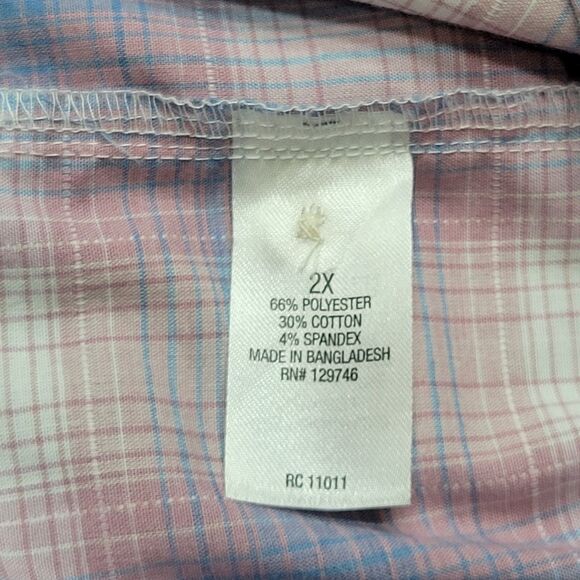 2X
66% POLYESTER
30% COTTON
4% SPANDEX
MADE IN BANGLADESH
RN# 129746
RC 11011